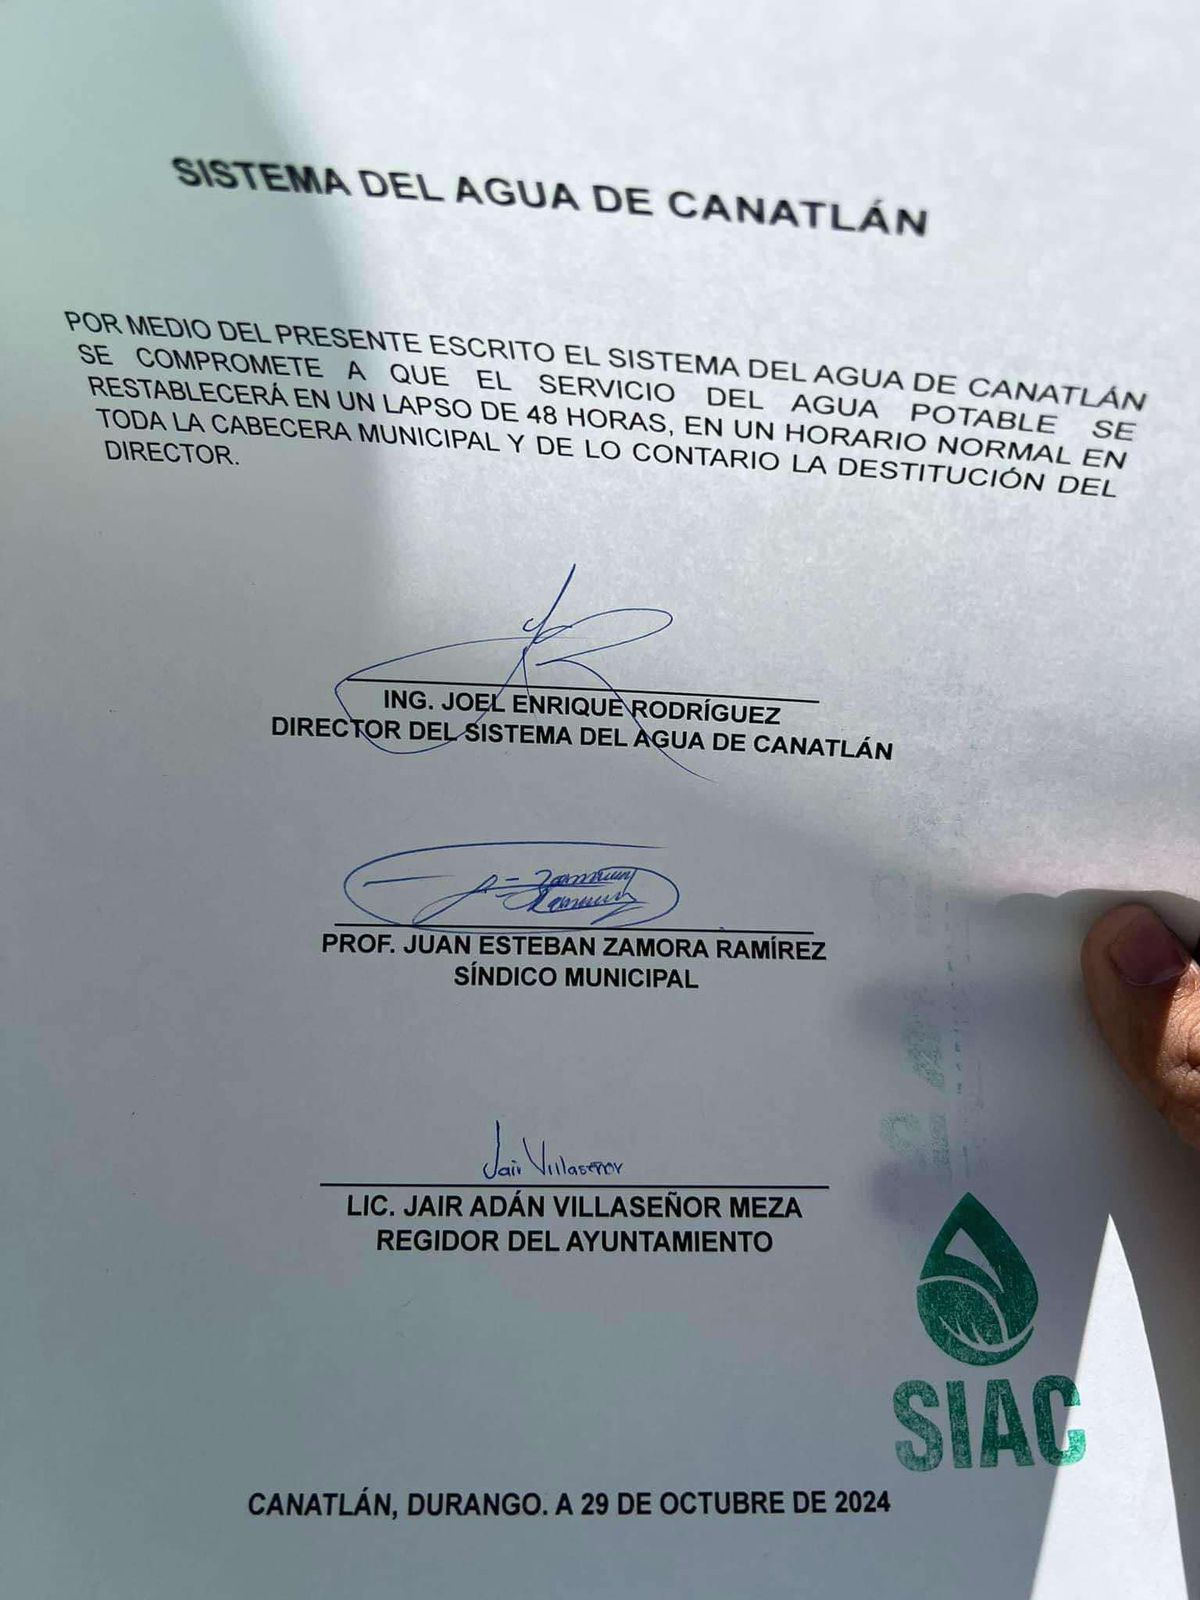 SISTEMA DEL AGUA DE CANATLÁN
POR MEDIO DEL PRESENTE ESCRITO EL SISTEMA DEL AGUA DE CANATLÁN
SE COMPROMETE A QUE EL SERVICIO DEL AGUA POTABLE SE
RESTABLECERÁ EN UN LAPSO DE 48 HORAS, EN UN HORARIO NORMAL EN
TODA LA CABECERA MUNICIPAL Y DE LO CONTARIO LA DESTITUCIÓN DEL
DIRECTOR.
ING. JOEL ENRIQUE RODRÍGUEZ
DIRECTOR DEL SISTEMA DEL AGUA DE CANATLÁN
PROF. JUAN ESTEBAN ZAMORA RAMÍREZ
SÍNDICO MUNICIPAL
Jair Villaseñor
LIC. JAIR ADÁN VILLASEÑOR MEZA
REGIDOR DEL AYUNTAMIENTO
SIAC
CANATLÁN, DURANGO. A 29 DE OCTUBRE DE 2024